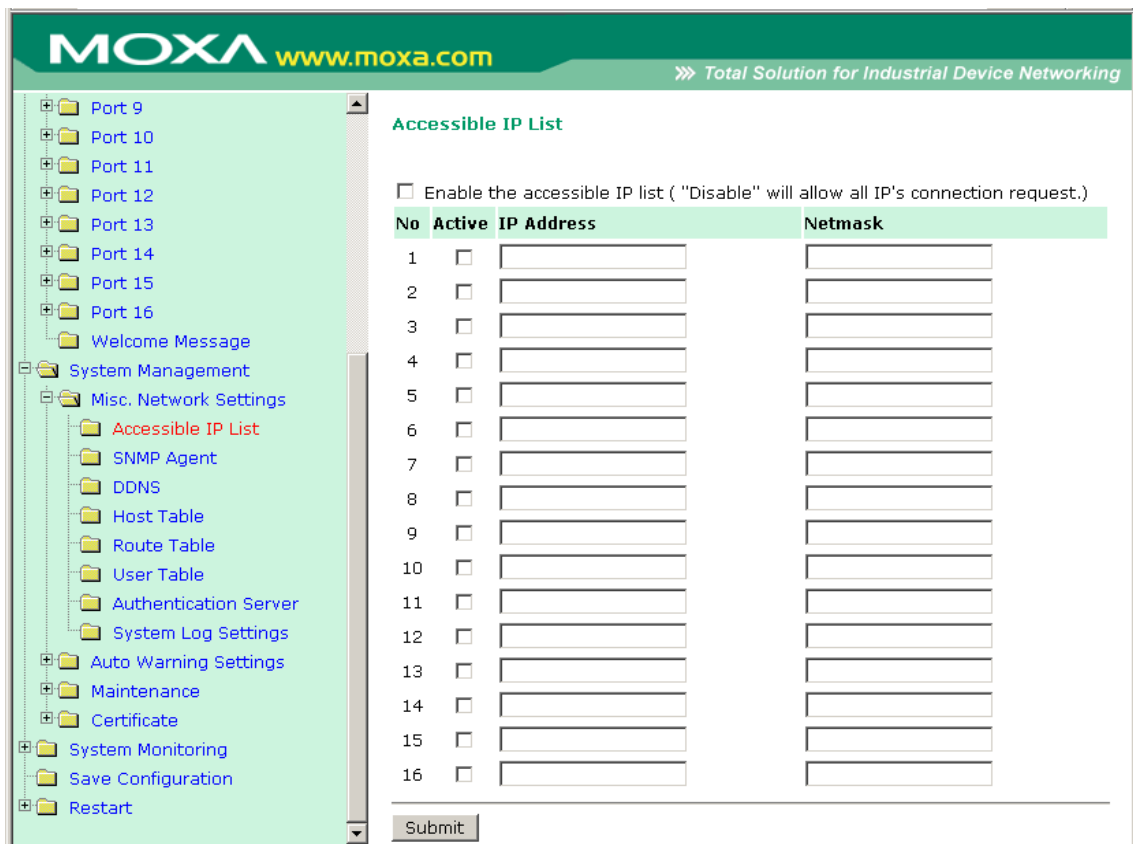 MOXA www.moxa.com
Total Solution for Industrial Device Networking
Port 9
Port 10
Port 11
Port 12
Port 13
Port 14
Port 15
Port 16
Welcome Message
System Management
Misc. Network Settings
Accessible IP List
SNMP Agent
DDNS
Host Table
Route Table
User Table
Authentication Server
System Log Settings
Auto Warning Settings
Maintenance
Certificate
System Monitoring
Save Configuration
Restart
Accessible IP List
Enable the accessible IP list ( "Disable" will allow all IP's connection request.)
No Active IP Address Netmask
1
2
3
4
5
6
7
8
9
10
11
12
13
14
15
16
Submit